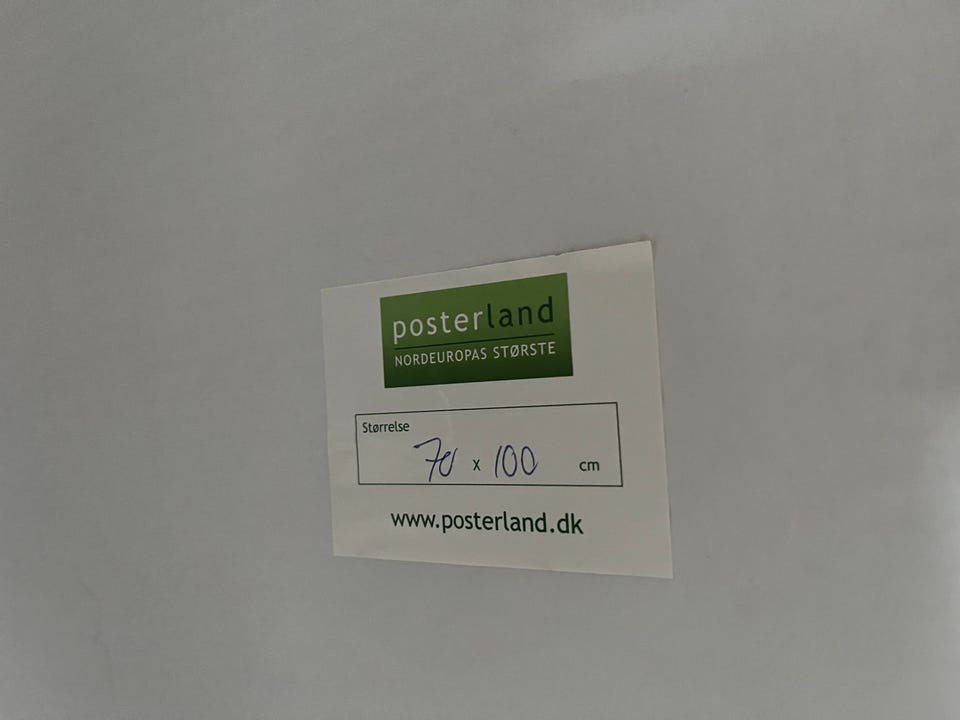 posterland
NORDEUROPAS STØRSTE
Størrelse
70 x 100 cm
www.posterland.dk